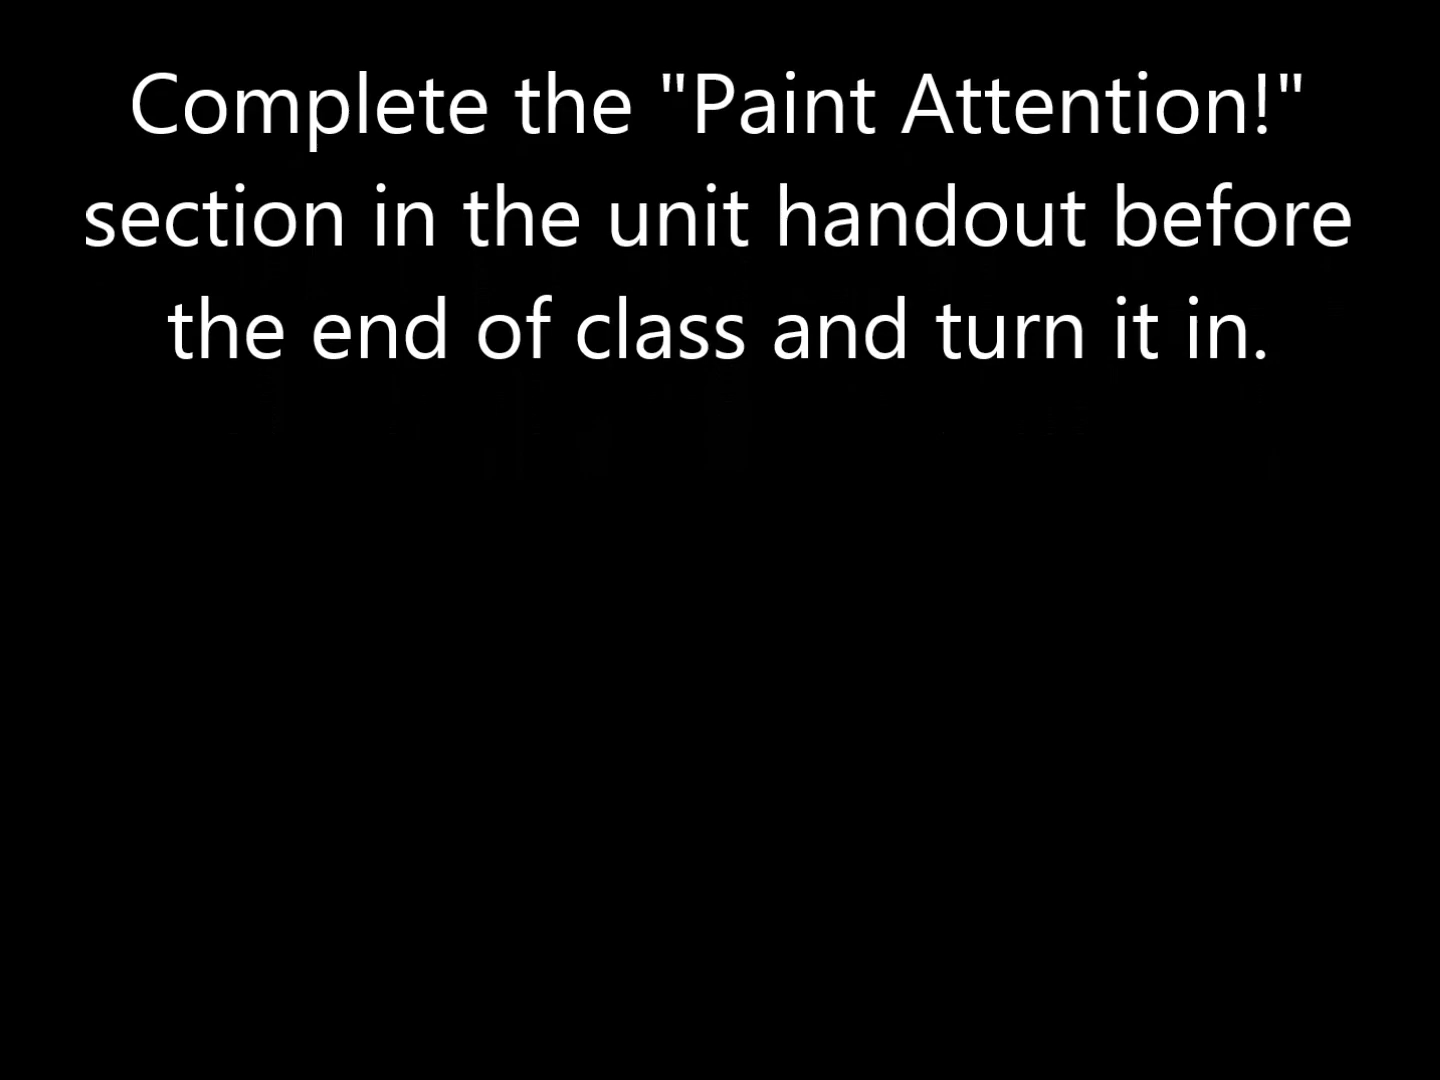 Complete the "Paint Attention!"
section in the unit handout before
the end of class and turn it in.